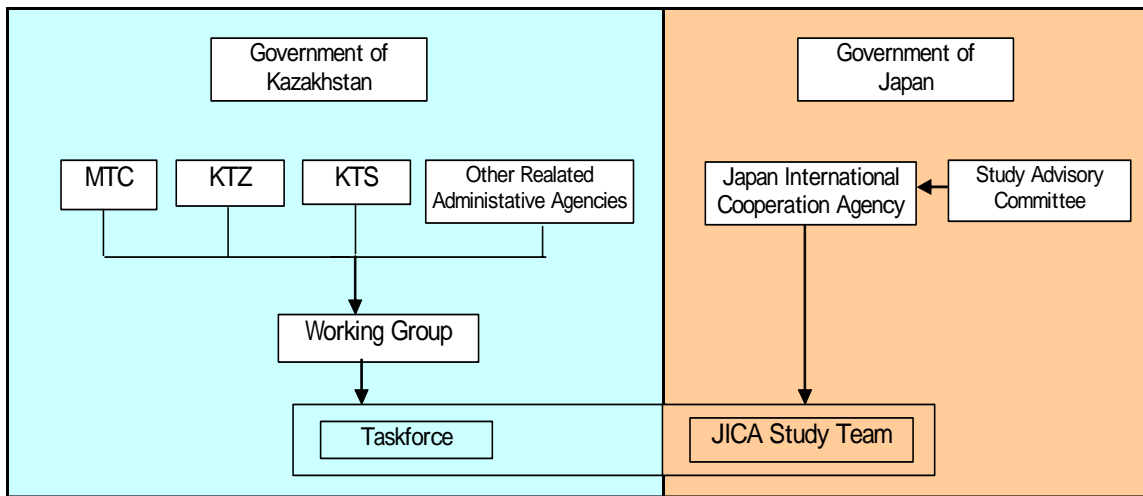 Government of
Kazakhstan
Government of
Japan
MTC
KTZ
KTS
Other Realated
Administative Agencies
Japan International
Cooperation Agency
Study Advisory
Committee
Working Group
Taskforce
JICA Study Team